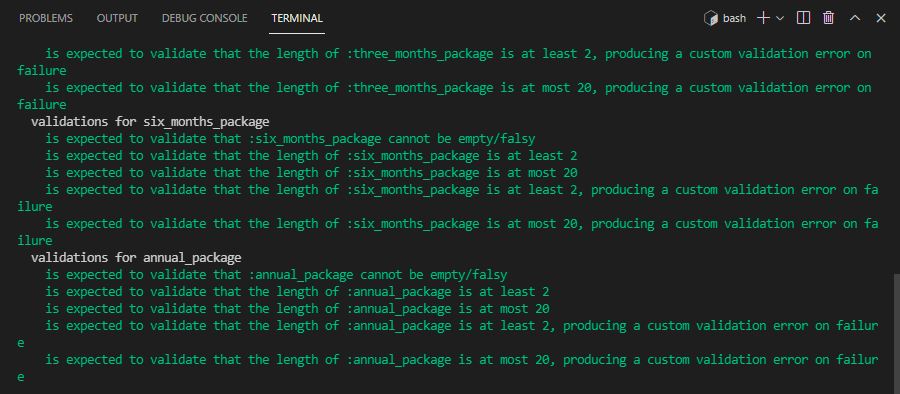 PROBLEMS OUTPUT DEBUG CONSOLE TERMINAL bash
is expected to validate that the length of :three_months_package is at least 2, producing a custom validation error on
failure
is expected to validate that the length of :three_months_package is at most 20, producing a custom validation error on
failure
validations for six_months_package
is expected to validate that :six_months_package cannot be empty/falsy
is expected to validate that the length of :six_months_package is at least 2
is expected to validate that the length of :six_months_package is at most 20
is expected to validate that the length of :six_months_package is at least 2, producing a custom validation error on fa
ilure
is expected to validate that the length of :six_months_package is at most 20, producing a custom validation error on fa
ilure
validations for annual_package
is expected to validate that :annual_package cannot be empty/falsy
is expected to validate that the length of :annual_package is at least 2
is expected to validate that the length of :annual_package is at most 20
is expected to validate that the length of :annual_package is at least 2, producing a custom validation error on failur
e
is expected to validate that the length of :annual_package is at most 20, producing a custom validation error on failur
e